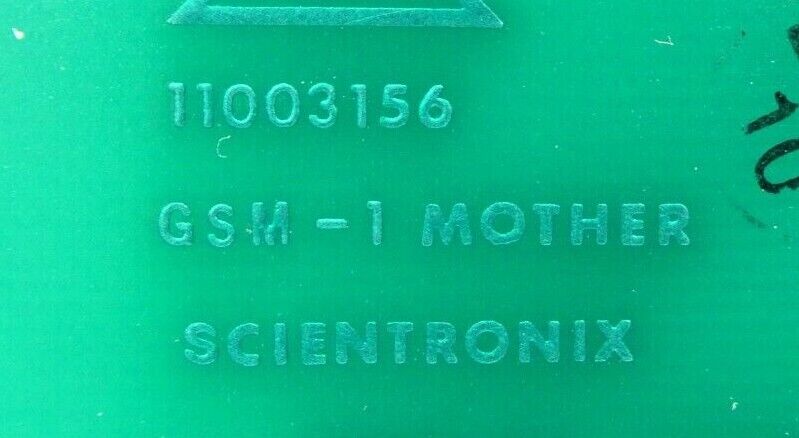 11003156
GSM-1 MOTHER
SCIENTRONIX